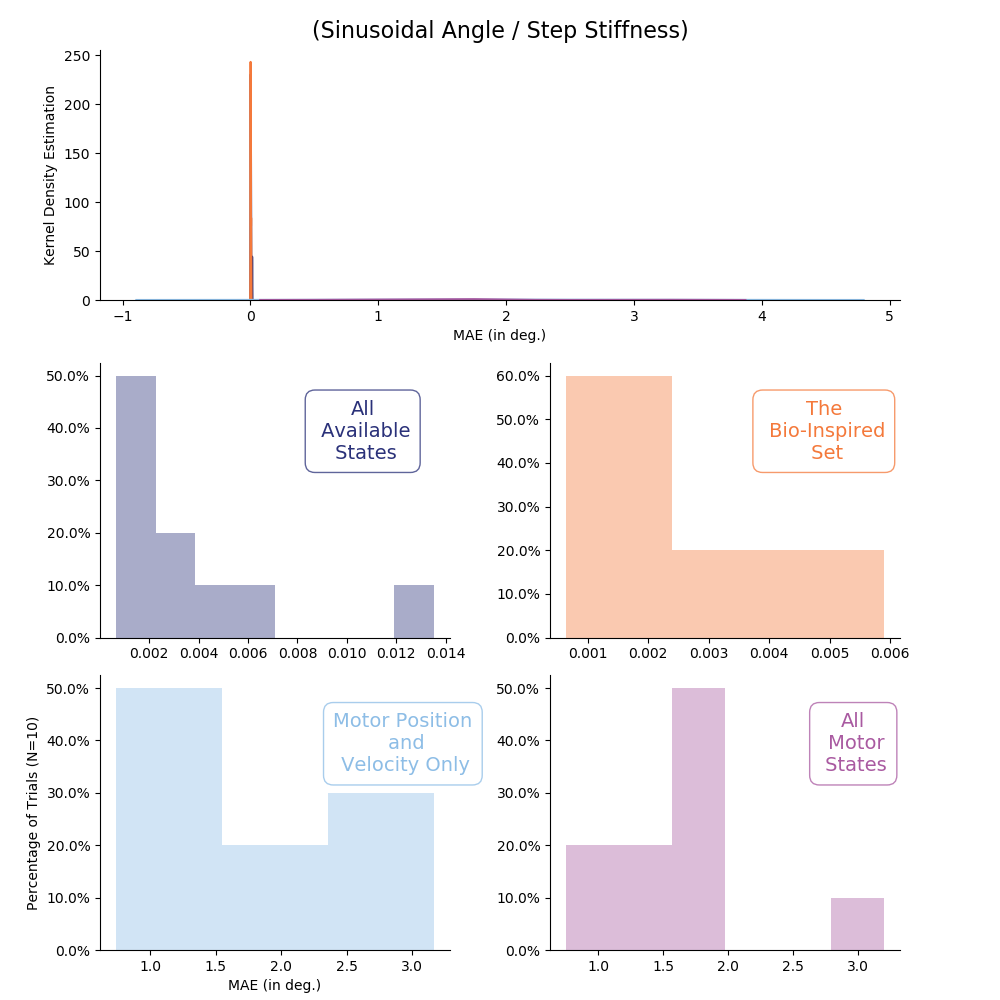 (Sinusoidal Angle / Step Stiffness)
Kernel Density Estimation
250
200
150
100
50
0
−1 0 1 2 3 4 5
MAE (in deg.)
50.0%
40.0%
30.0%
20.0%
10.0%
0.0%
0.002 0.004 0.006 0.008 0.010 0.012 0.014
All
Available
States
60.0%
50.0%
40.0%
30.0%
20.0%
10.0%
0.0%
0.001 0.002 0.003 0.004 0.005 0.006
The
Bio-Inspired
Set
Percentage of Trials (N=10)
50.0%
40.0%
30.0%
20.0%
10.0%
0.0%
1.0 1.5 2.0 2.5 3.0
MAE (in deg.)
Motor Position
and
Velocity Only
50.0%
40.0%
30.0%
20.0%
10.0%
0.0%
1.0 1.5 2.0 2.5 3.0
All
Motor
States